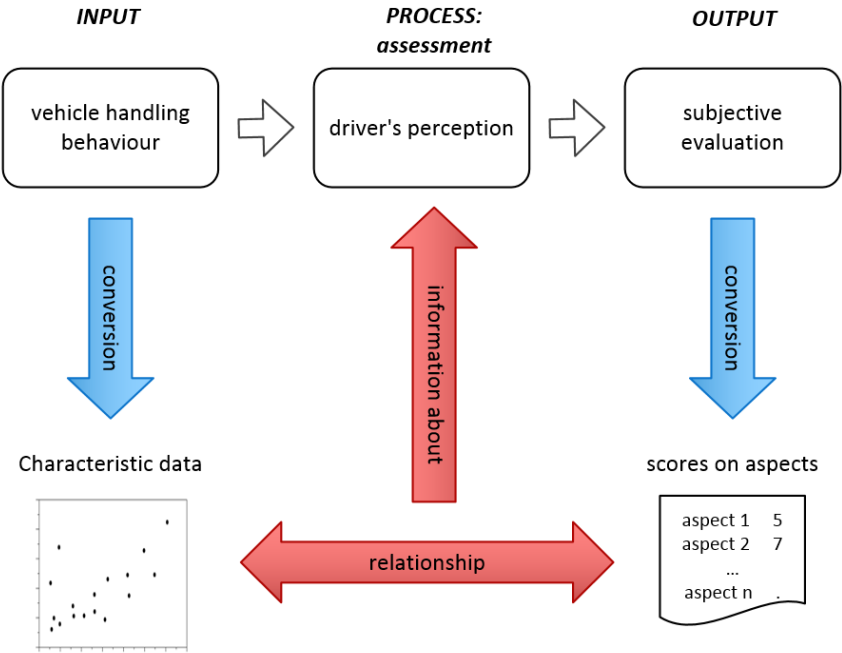 INPUT
PROCESS:
assessment
OUTPUT
vehicle handling
behaviour
driver's perception
subjective
evaluation
conversion
information about
conversion
Characteristic data
scores on aspects
relationship
aspect 1 5
aspect 2 7
...
aspect n .